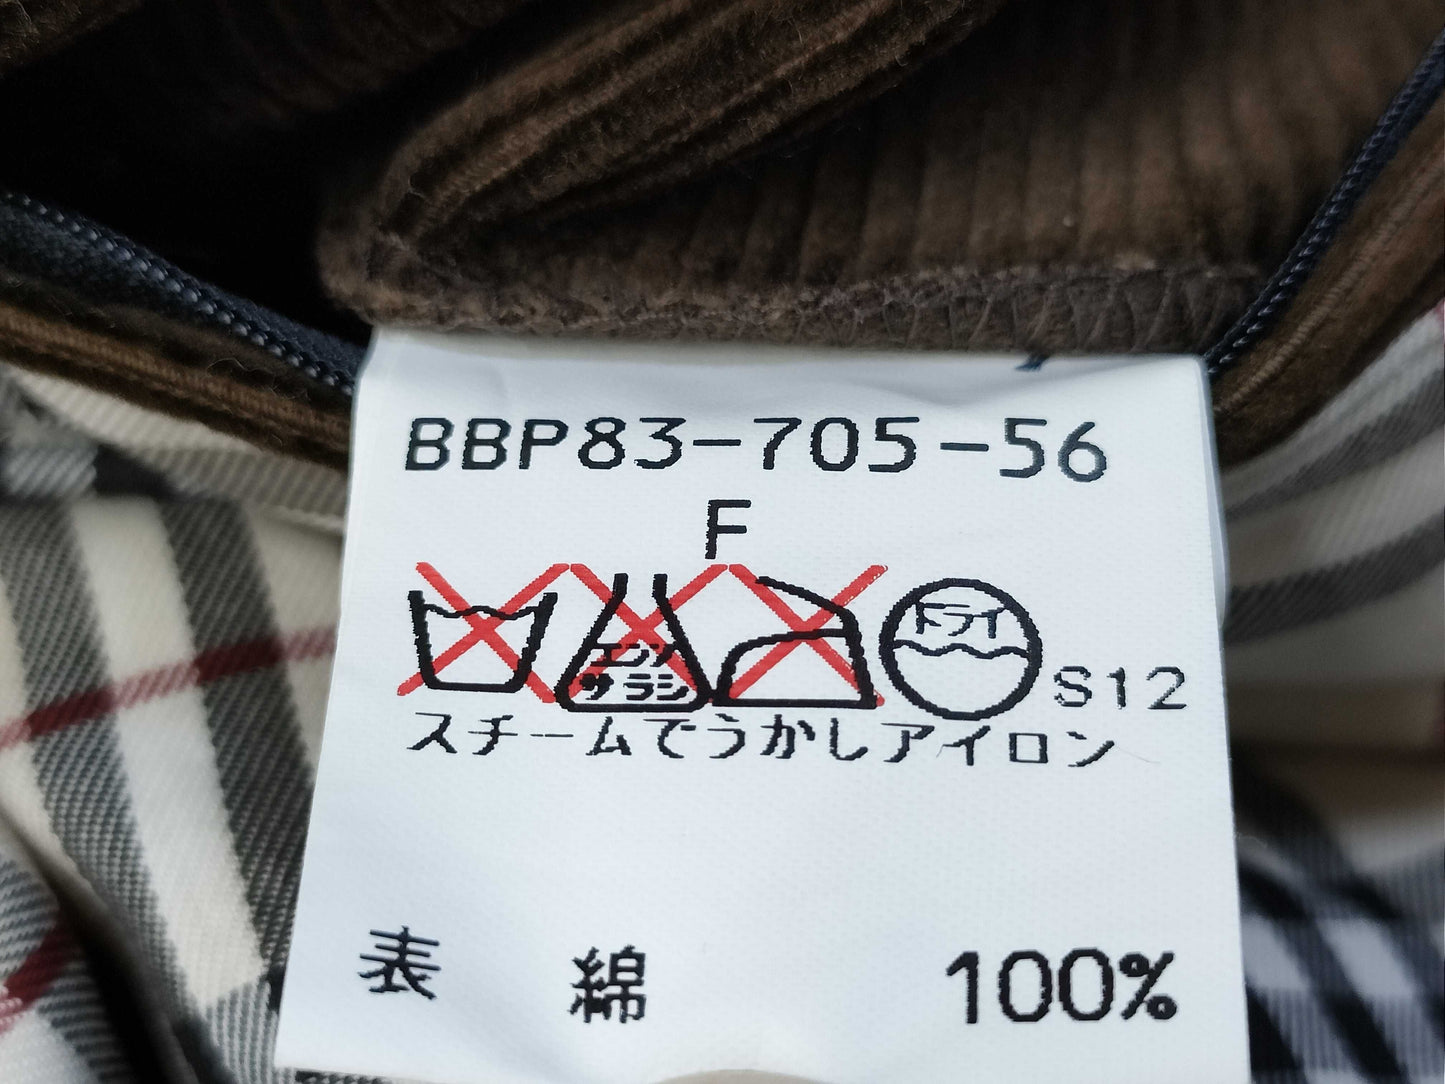 BBP83-705-56
F
エンソ
サラシ
ドライ
S12
スチームでうかしアイロン
表 綿 100%